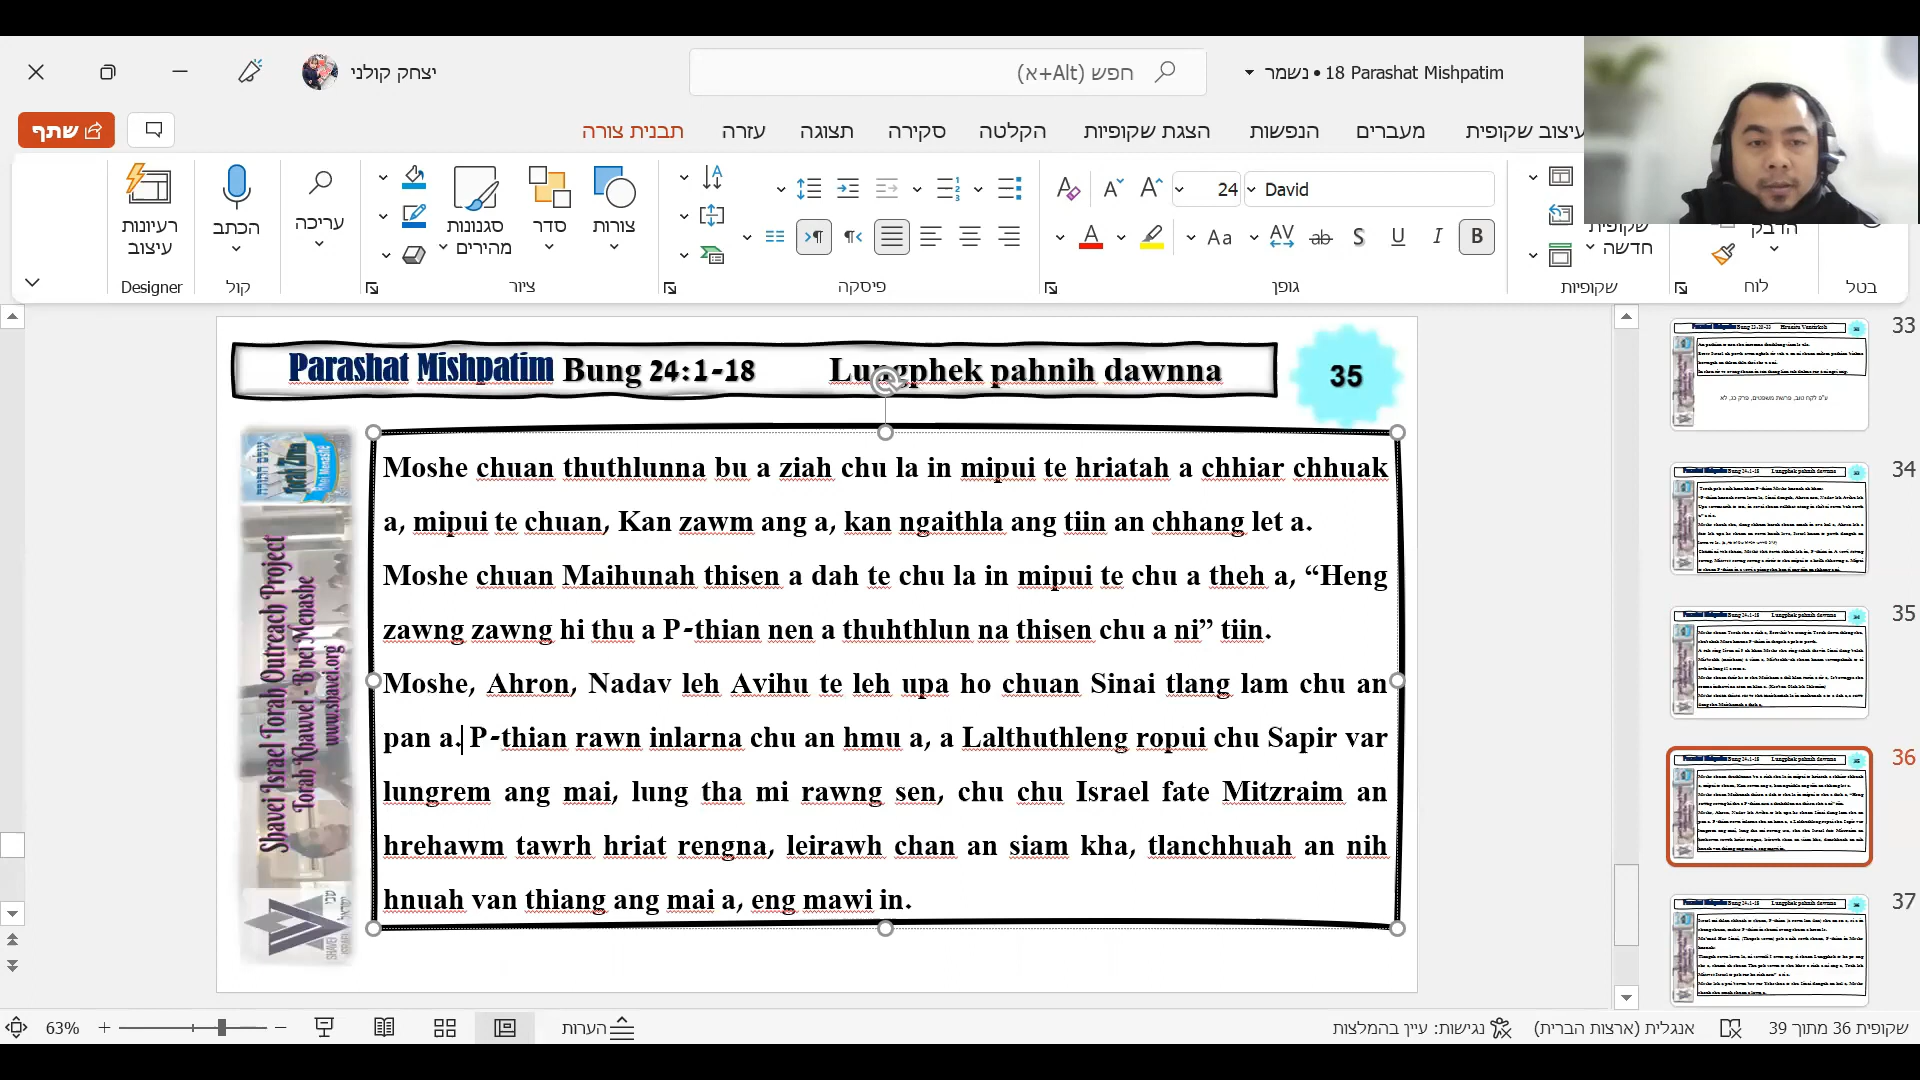 יצחק קולני
חפש (Alt+א)
18 Parashat Mishpatim • נשמר
שתף
עיצוב שקופית
מעברים
הנפשות
הצגת שקופיות
הקלטה
סקירה
תצוגה
עזרה
תבנית צורה
הדבק
שקופית
חדשה
David
24
צורות
סדר
סגנונות
מהירים
עריכה
הכתב
רעיונות
עיצוב
בטל
לוח
שקופיות
גופן
פיסקה
ציור
קול
Designer
Parashat Mishpatim Bung 24:1-18 Lungphek pahnih dawnna
35
Moshe chuan thuthlunna bu a ziah chu la in mipui te hriatah a chhiar chhuak
a, mipui te chuan, Kan zawm ang a, kan ngaithla ang tiin an chhang let a.
Moshe chuan Maihunah thisen a dah te chu la in mipui te chu a theh a, “Heng
zawng zawng hi thu a P-thian nen a thuhthlun na thisen chu a ni” tiin.
Moshe, Ahron, Nadav leh Avihu te leh upa ho chuan Sinai tlang lam chu an
pan a. P-thian rawn inlarna chu an hmu a, a Lalthuthleng ropui chu Sapir var
lungrem ang mai, lung tha mi rawng sen, chu chu Israel fate Mitzraim an
hrehawm tawrh hriat rengna, leirawh chan an siam kha, tlanchhuah an nih
hnuah van thiang ang mai a, eng mawi in.
Shavei Israel Torah Outreach Project
Torah Khawvel - B'nei Menashe
www.shavei.org
33
34
35
36
37
שקופית 36 מתוך 39
אנגלית (ארצות הברית)
נגישות: עיין בהמלצות
הערות
63%